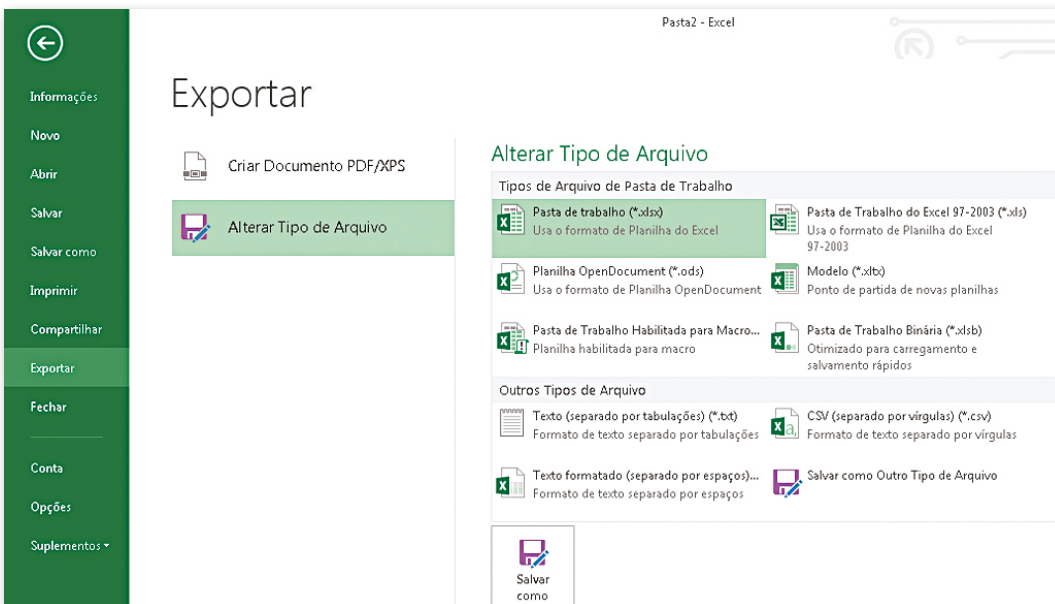 Pasta2 - Excel
Informações
Novo
Abrir
Salvar
Salvar como
Imprimir
Compartilhar
Exportar
Fechar
Conta
Opções
Suplementos
Exportar
Criar Documento PDF/XPS
Alterar Tipo de Arquivo
Alterar Tipo de Arquivo
Tipos de Arquivo de Pasta de Trabalho
Pasta de trabalho (*.xlsx)
Usa o formato de Planilha do Excel
Pasta de Trabalho do Excel 97-2003 (*.xls)
Usa o formato de Planilha do Excel
97-2003
Planilha OpenDocument (*.ods)
Usa o formato de Planilha OpenDocument
Modelo (*.xltx)
Ponto de partida de novas planilhas
Pasta de Trabalho Habilitada para Macro...
Planilha habilitada para macro
Pasta de Trabalho Binária (*.xlsb)
Otimizado para carregamento e
salvamento rápidos
Outros Tipos de Arquivo
Texto (separado por tabulações) (*.txt)
Formato de texto separado por tabulações
CSV (separado por vírgulas) (*.csv)
Formato de texto separado por vírgulas
Texto formatado (separado por espaços)...
Formato de texto separado por espaços
Salvar como Outro Tipo de Arquivo
Salvar
como